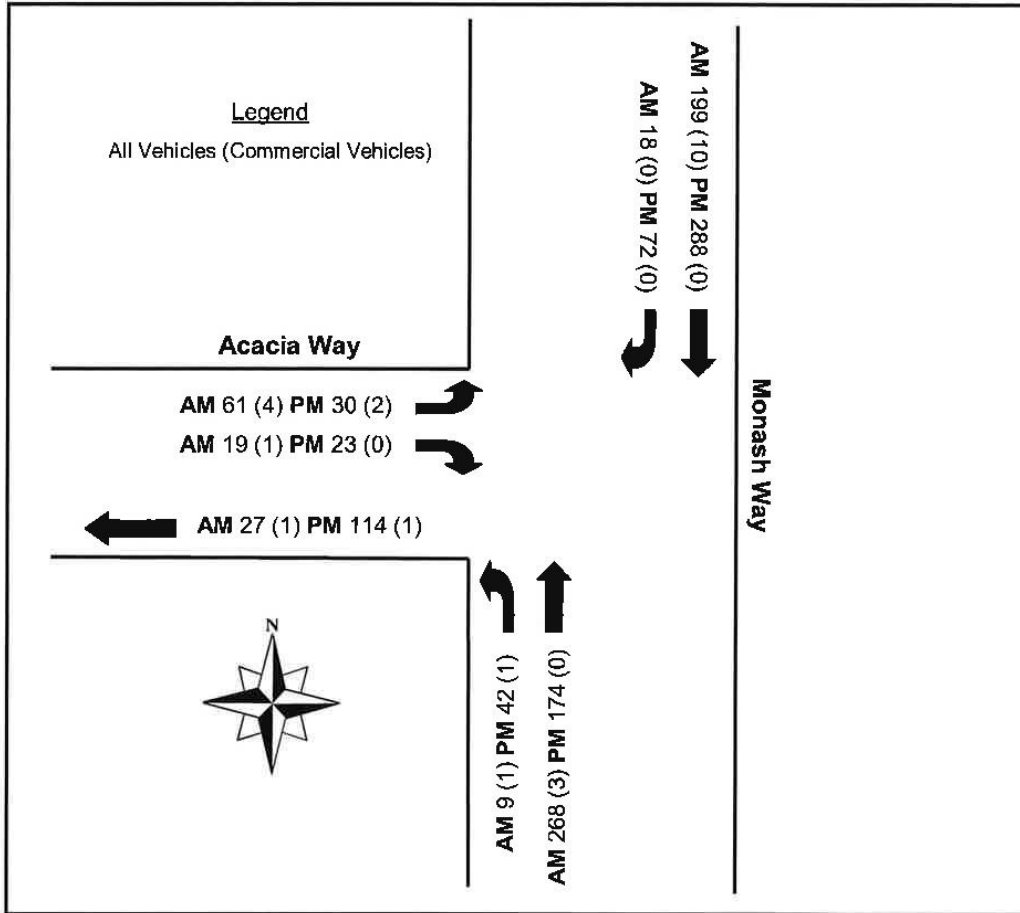 Legend
All Vehicles (Commercial Vehicles)
AM 18 (0) PM 72 (0)
AM 199 (10) PM 288 (0)
Acacia Way
AM 61 (4) PM 30 (2)
AM 19 (1) PM 23 (0)
AM 27 (1) PM 114 (1)
Monash Way
N
AM 9 (1) PM 42 (1)
AM 268 (3) PM 174 (0)